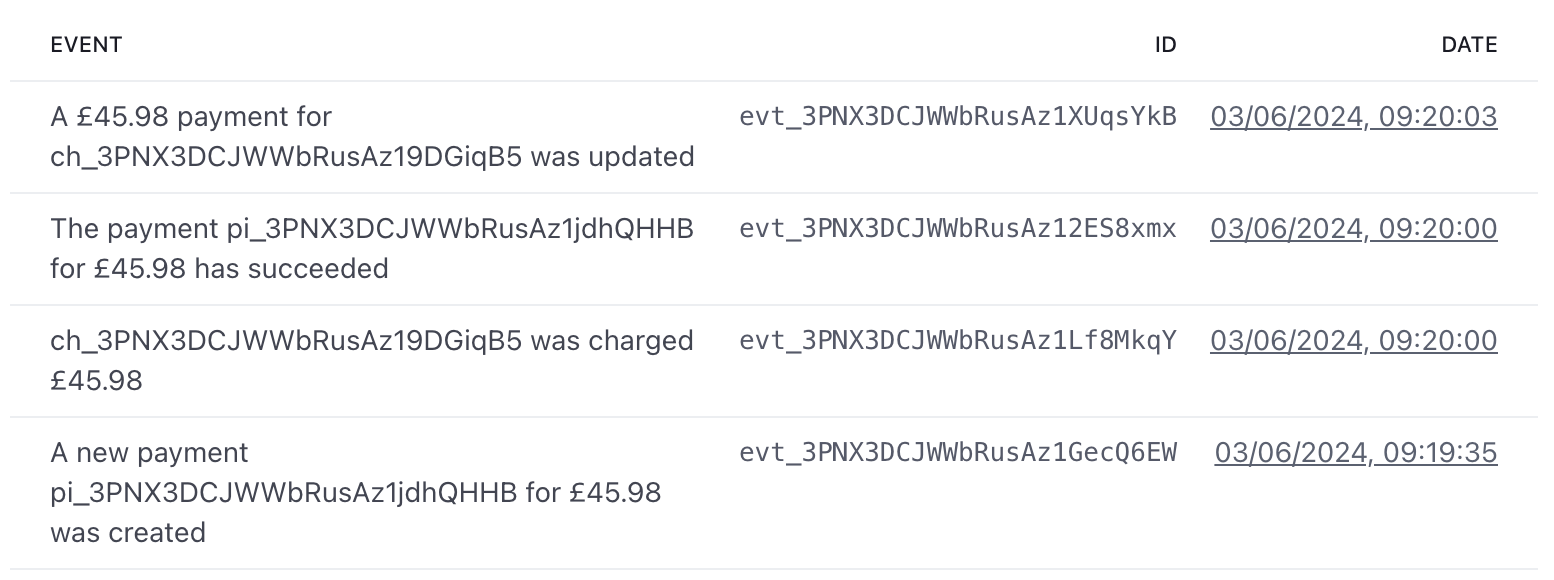 EVENT ID DATE
A £45.98 payment for evt_3PNX3DCJWWbRusAz1XUqsYkB 03/06/2024, 09:20:03
ch_3PNX3DCJWWbRusAz19DGiqB5 was updated
The payment pi_3PNX3DCJWWbRusAz1jdhQHHB evt_3PNX3DCJWWbRusAz12ES8xmx 03/06/2024, 09:20:00
for £45.98 has succeeded
ch_3PNX3DCJWWbRusAz19DGiqB5 was charged evt_3PNX3DCJWWbRusAz1Lf8MkqY 03/06/2024, 09:20:00
£45.98
A new payment evt_3PNX3DCJWWbRusAz1GecQ6EW 03/06/2024, 09:19:35
pi_3PNX3DCJWWbRusAz1jdhQHHB for £45.98
was created